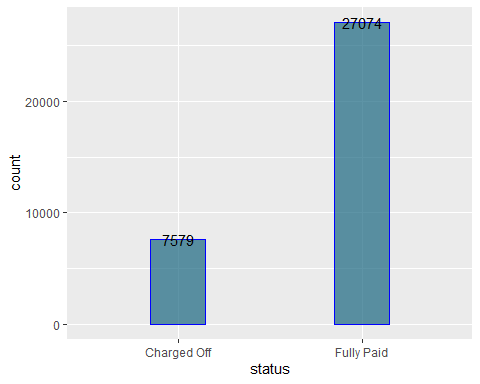 27074
20000
count
10000
7579
0
Charged Off Fully Paid
status